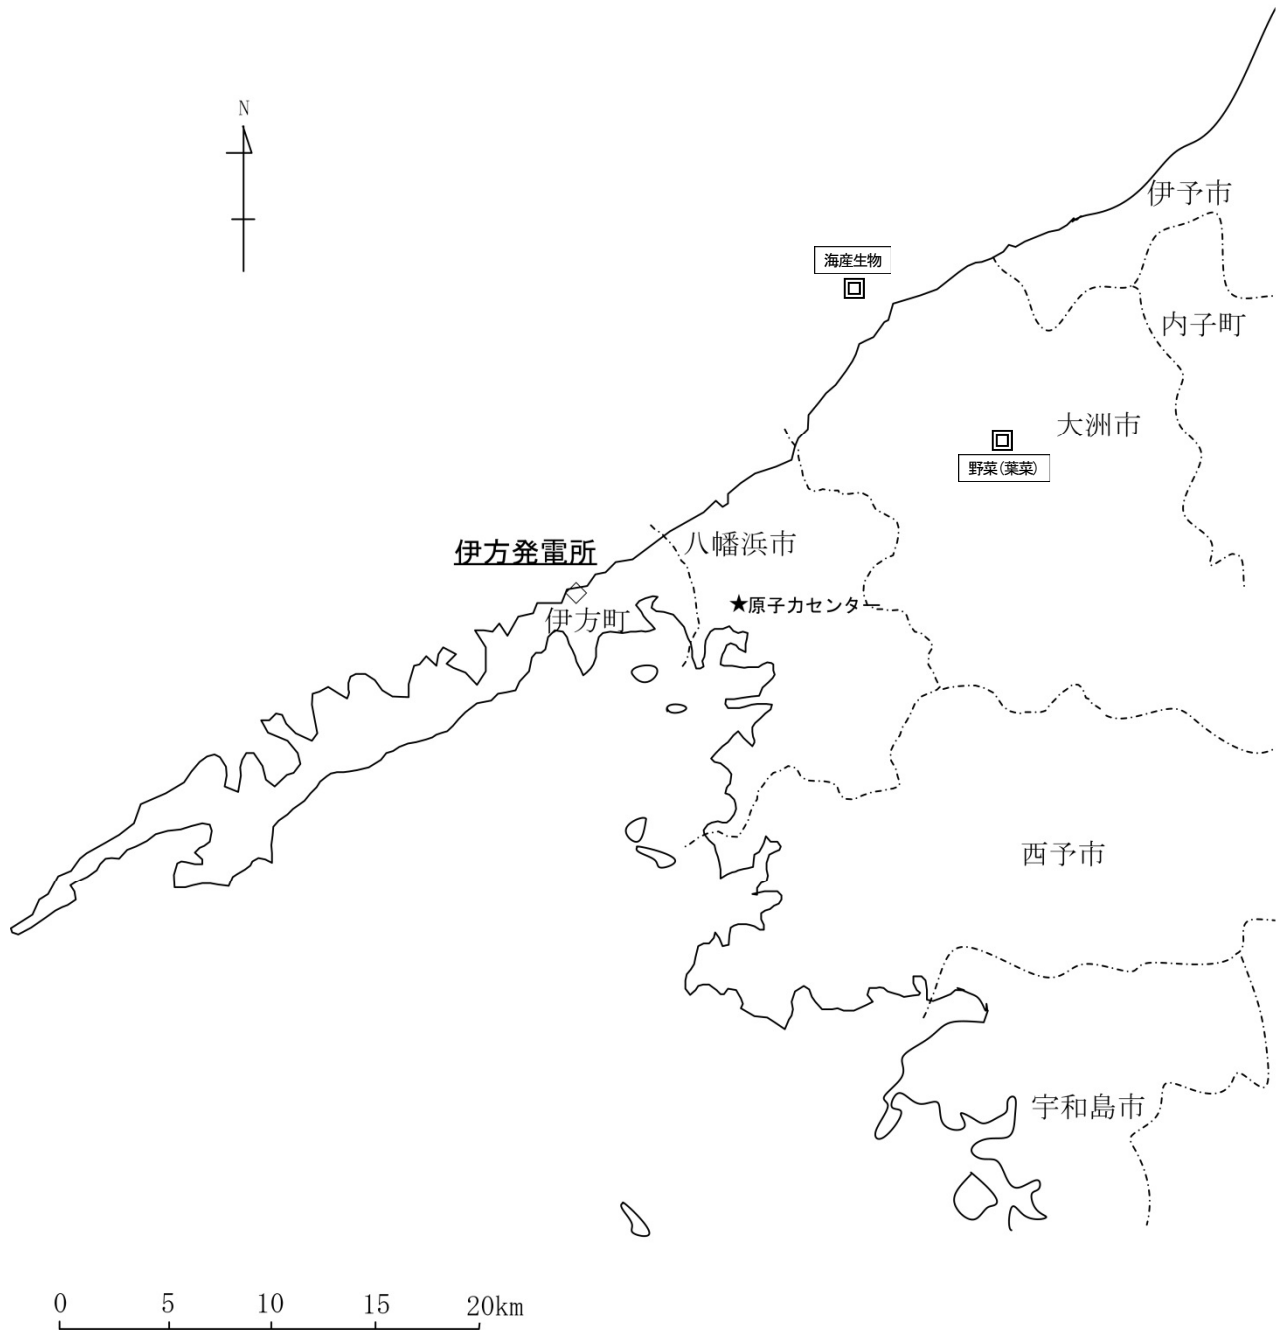 N
伊予市
海産生物
内子町
大洲市
野菜(葉菜)
八幡浜市
伊方発電所
★原子力センター
伊方町
西予市
宇和島市
0 5 10 15 20km